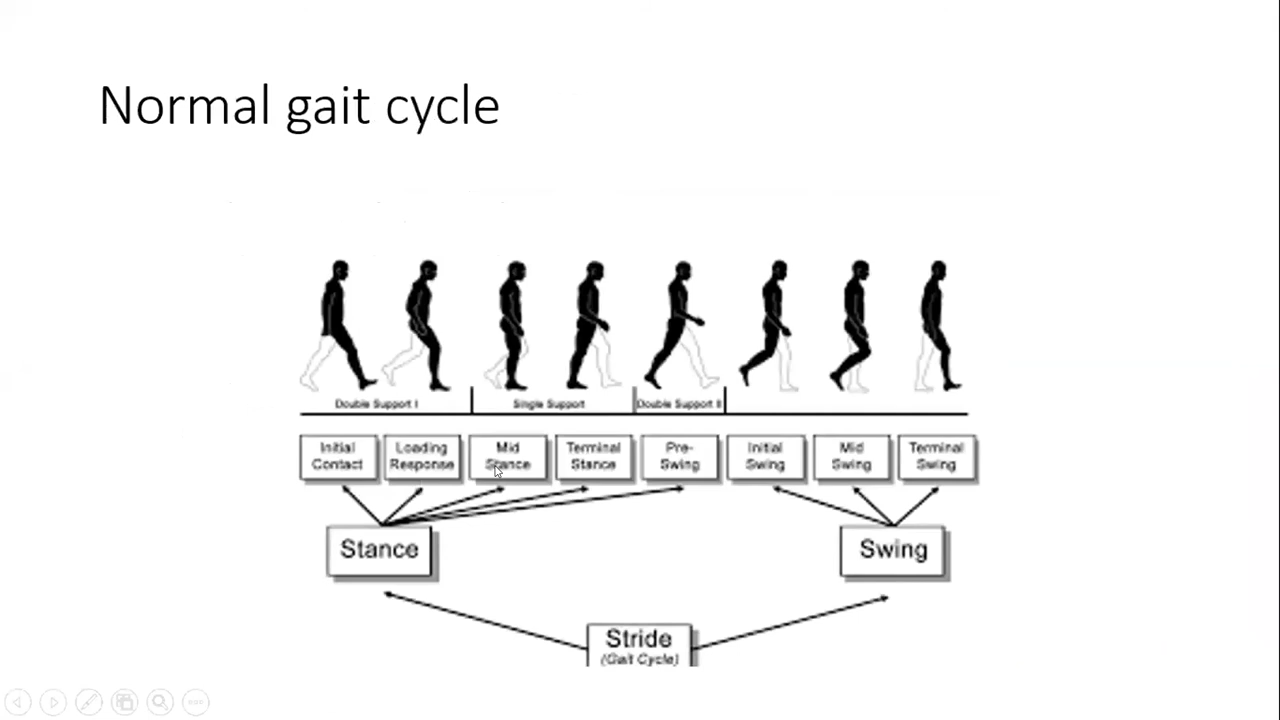 Normal gait cycle
Double Support I
Single Support
Double Support II
Initial
Contact
Loading
Response
Mid
Stance
Terminal
Stance
Pre-
Swing
Initial
Swing
Mid
Swing
Terminal
Swing
Stance
Swing
Stride
(Gait Cycle)